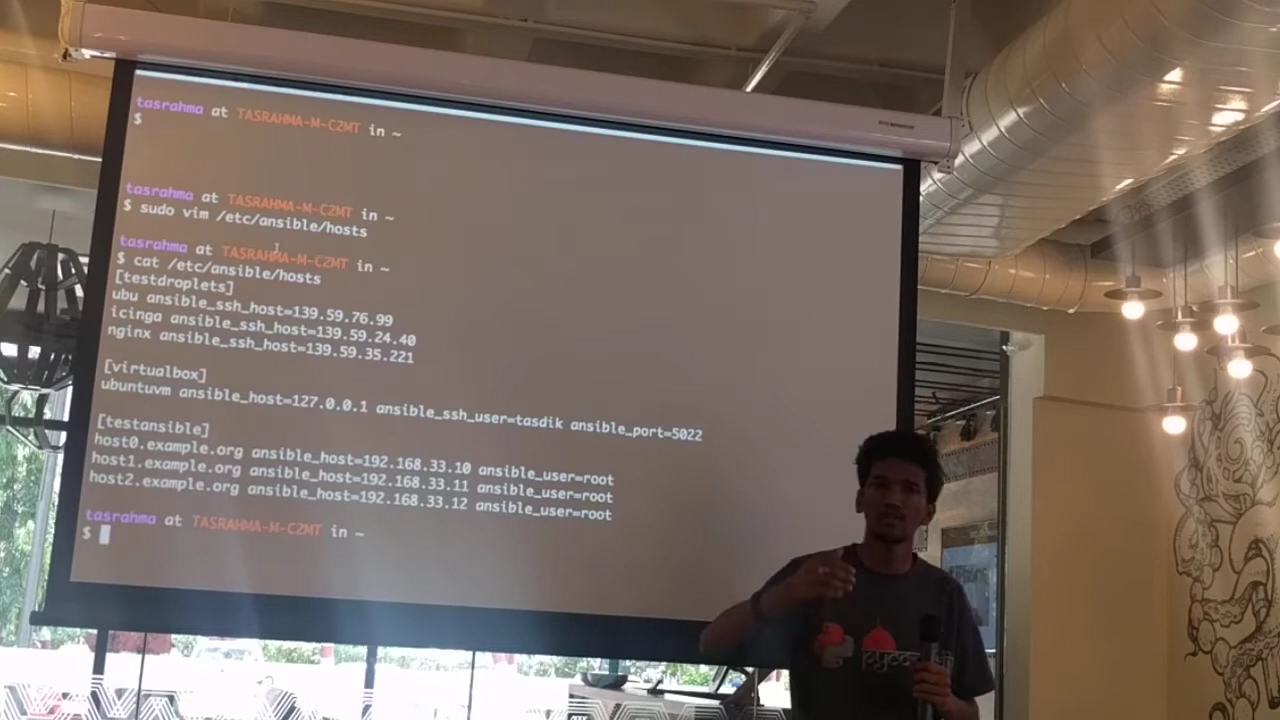 tasrahma at TASRAHMA-M-C2MT in ~
$
tasrahma at TASRAHMA-M-C2MT in ~
$ sudo vim /etc/ansible/hosts
tasrahma at TASRAHMA-M-C2MT in ~
$ cat /etc/ansible/hosts
[testdroplets]
ubu ansible_ssh_host=139.59.76.99
icinga ansible_ssh_host=139.59.24.40
nginx ansible_ssh_host=139.59.35.221
[virtualbox]
ubuntuvm ansible_host=127.0.0.1 ansible_ssh_user=tasdik ansible_port=5022
[testansible]
host0.example.org ansible_host=192.168.33.10 ansible_user=root
host1.example.org ansible_host=192.168.33.11 ansible_user=root
host2.example.org ansible_host=192.168.33.12 ansible_user=root
tasrahma at TASRAHMA-M-C2MT in ~
$